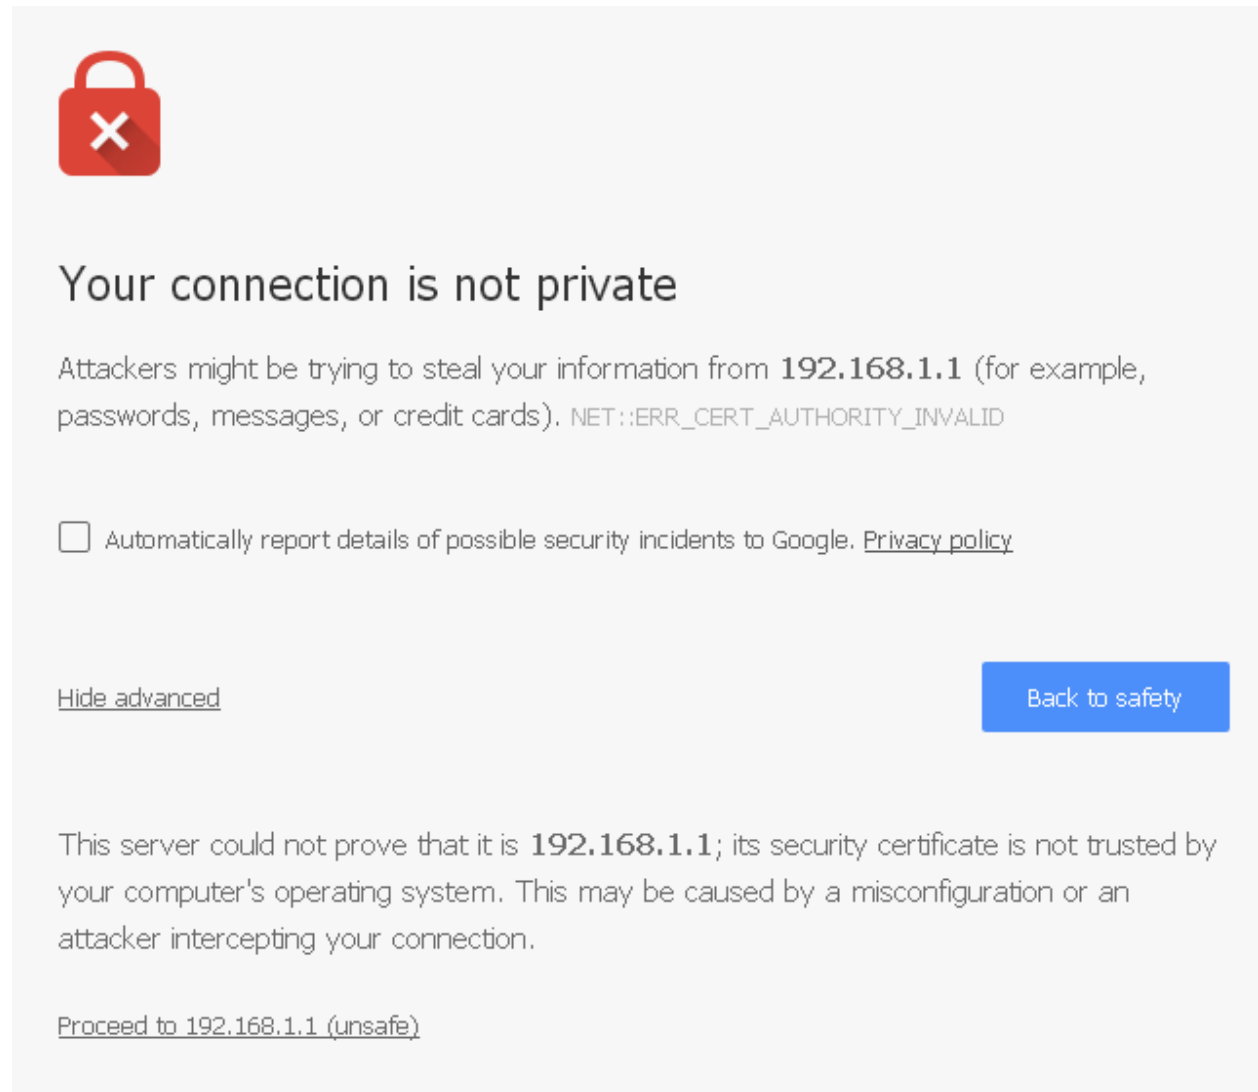 Your connection is not private
Attackers might be trying to steal your information from 192.168.1.1 (for example,
passwords, messages, or credit cards). NET::ERR_CERT_AUTHORITY_INVALID
Automatically report details of possible security incidents to Google. Privacy policy
Hide advanced
Back to safety
This server could not prove that it is 192.168.1.1; its security certificate is not trusted by
your computer's operating system. This may be caused by a misconfiguration or an
attacker intercepting your connection.
Proceed to 192.168.1.1 (unsafe)